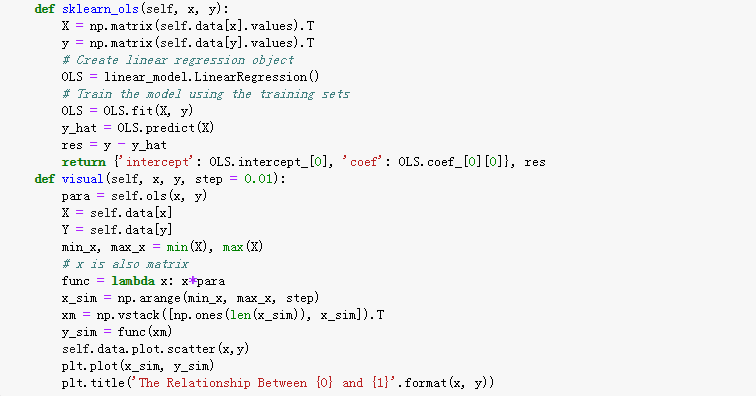 def sklearn_ols(self, x, y):
X = np.matrix(self.data[x].values).T
y = np.matrix(self.data[y].values).T
# Create linear regression object
OLS = linear_model.LinearRegression()
# Train the model using the training sets
OLS = OLS.fit(X, y)
y_hat = OLS.predict(X)
res = y - y_hat
return {'intercept': OLS.intercept_[0], 'coef': OLS.coef_[0][0]}, res
def visual(self, x, y, step = 0.01):
para = self.ols(x, y)
X = self.data[x]
Y = self.data[y]
min_x, max_x = min(X), max(X)
# x is also matrix
func = lambda x: x*para
x_sim = np.arange(min_x, max_x, step)
xm = np.vstack([np.ones(len(x_sim)), x_sim]).T
y_sim = func(xm)
self.data.plot.scatter(x,y)
plt.plot(x_sim, y_sim)
plt.title('The Relationship Between {0} and {1}'.format(x, y))